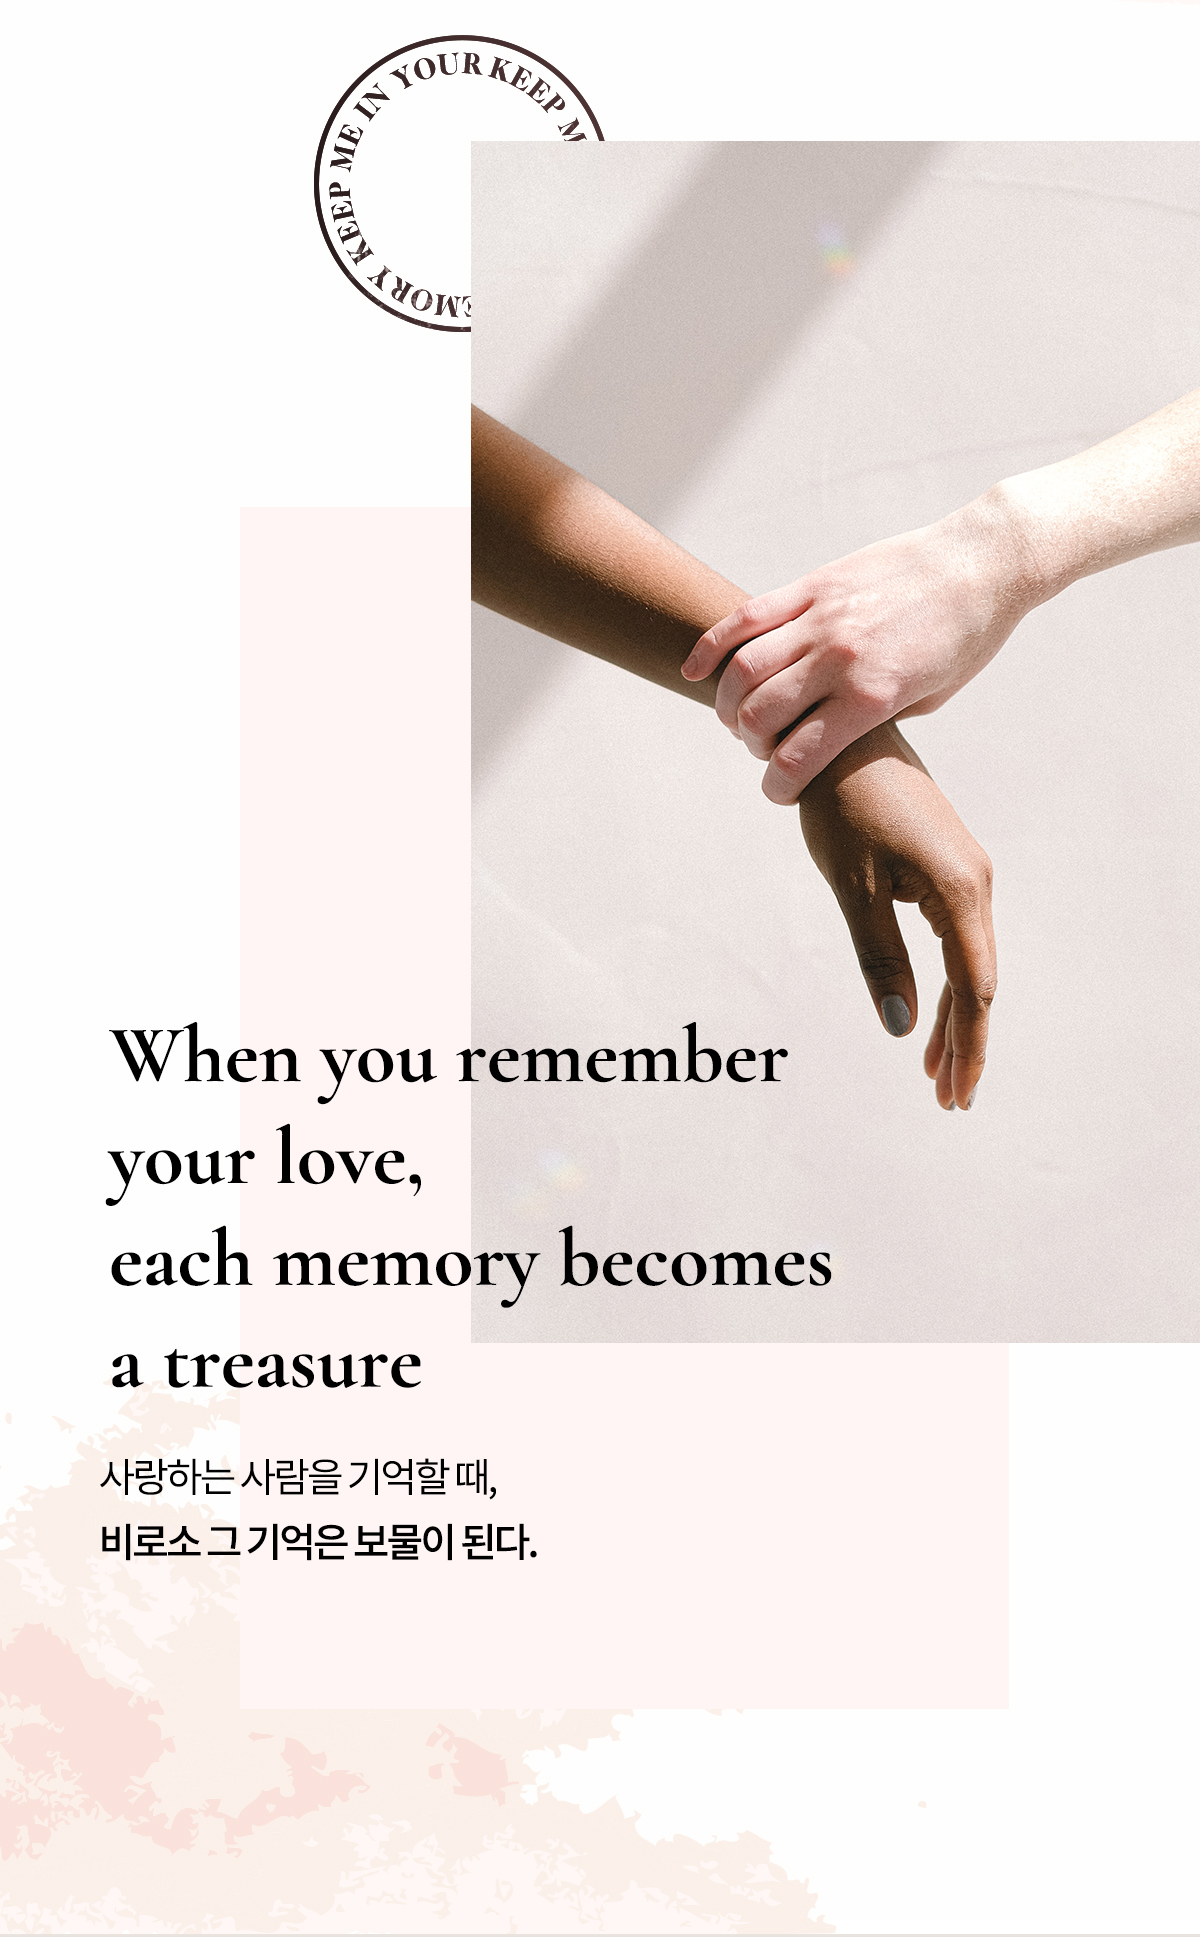 KEEP ME IN YOUR KEEP
When you remember
your love,
each memory becomes
a treasure
사랑하는 사람을 기억할 때,
비로소 그 기억은 보물이 된다.